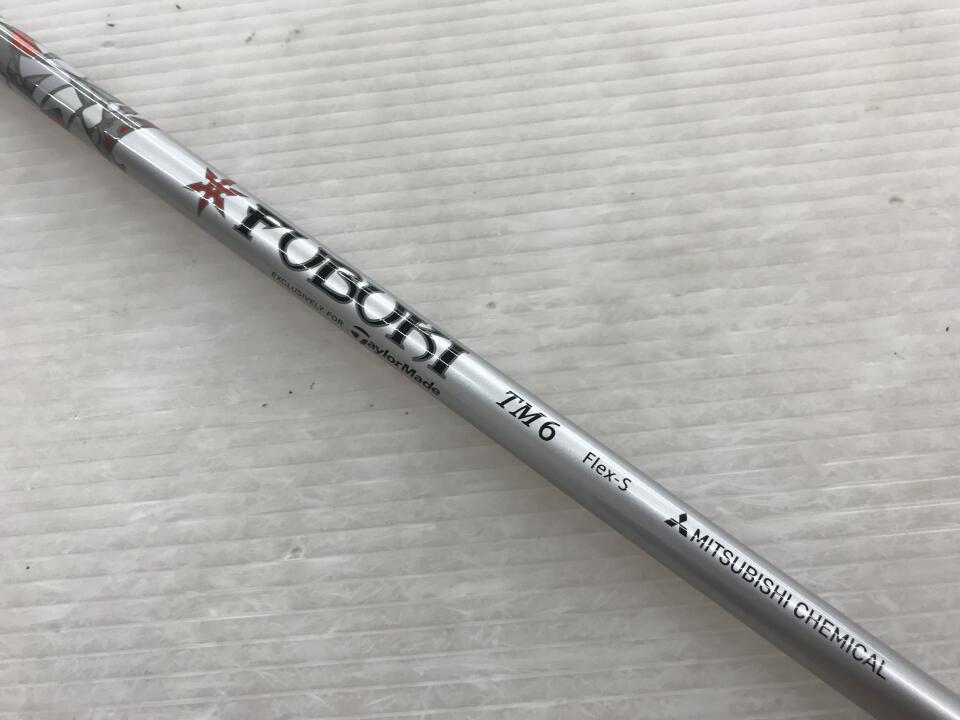 FUBUKI
EXCLUSIVELY FOR TaylorMade
TM6
Flex-S
MITSUBISHI CHEMICAL